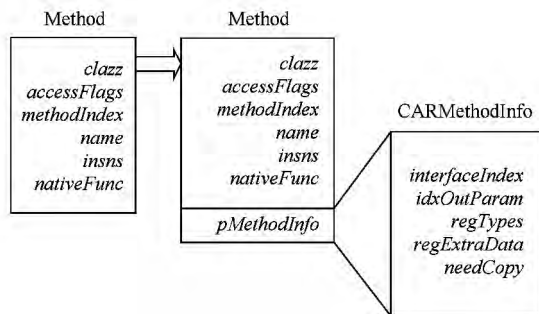 Method
clazz
accessFlags
methodIndex
name
insns
nativeFunc
Method
clazz
accessFlags
methodIndex
name
insns
nativeFunc
pMethodInfo
CARMethodInfo
interfaceIndex
idxOutParam
regTypes
regExtraData
needCopy